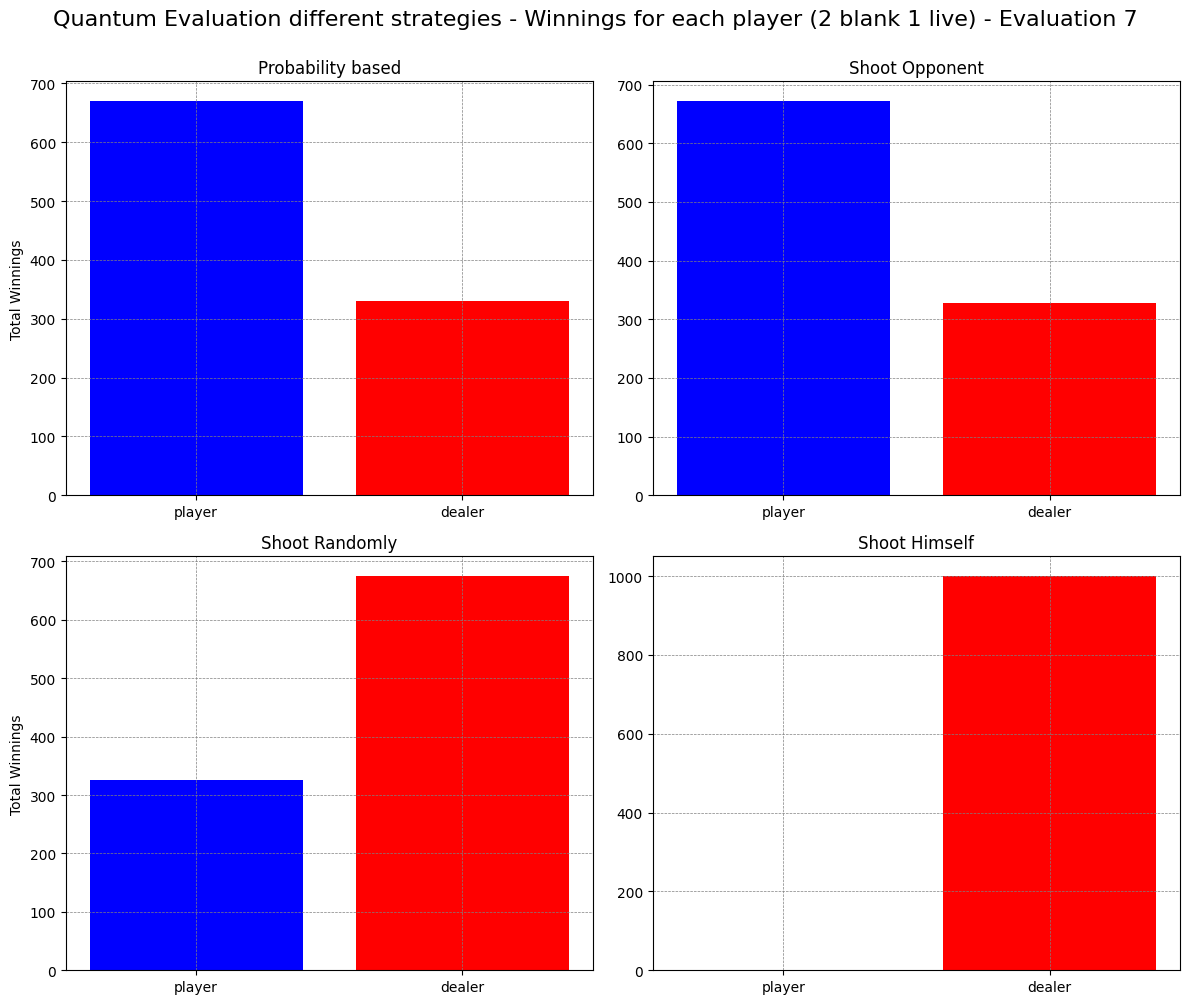 Quantum Evaluation different strategies - Winnings for each player (2 blank 1 live) - Evaluation 7
Probability based
Total Winnings
700
600
500
400
300
200
100
0
player dealer
Shoot Opponent
700
600
500
400
300
200
100
0
player dealer
Shoot Randomly
Total Winnings
700
600
500
400
300
200
100
0
player dealer
Shoot Himself
1000
800
600
400
200
0
player dealer